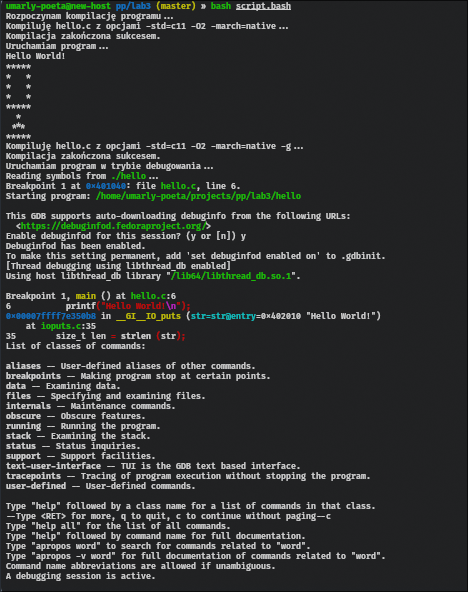 umarly-poeta@new-host pp/lab3 (master) » bash script.bash
Rozpoczynam kompilację programu...
Kompiluję hello.c z opcjami -std=c11 -O2 -march=native...
Kompilacja zakończona sukcesem.
Uruchamiam program...
Hello World!
*****
*   *
*   *
*   *
*****
  *
 ***
*****
Kompiluję hello.c z opcjami -std=c11 -O2 -march=native -g...
Kompilacja zakończona sukcesem.
Uruchamiam program w trybie debugowania...
Reading symbols from ./hello...
Breakpoint 1 at 0×401040: file hello.c, line 6.
Starting program: /home/umarly-poeta/projects/pp/lab3/hello

This GDB supports auto-downloading debuginfo from the following URLs:
  <https://debuginfod.fedoraproject.org/>
Enable debuginfod for this session? (y or [n]) y
Debuginfod has been enabled.
To make this setting permanent, add 'set debuginfod enabled on' to .gdbinit.
[Thread debugging using libthread_db enabled]
Using host libthread_db library "/lib64/libthread_db.so.1".

Breakpoint 1, main () at hello.c:6
6           printf("Hello World!\n");
0×00007ffff7e350b8 in __GI__IO_puts (str=str@entry=0×402010 "Hello World!")
    at ioputs.c:35
35        size_t len = strlen (str);
List of classes of commands:

aliases -- User-defined aliases of other commands.
breakpoints -- Making program stop at certain points.
data -- Examining data.
files -- Specifying and examining files.
internals -- Maintenance commands.
obscure -- Obscure features.
running -- Running the program.
stack -- Examining the stack.
status -- Status inquiries.
support -- Support facilities.
text-user-interface -- TUI is the GDB text based interface.
tracepoints -- Tracing of program execution without stopping the program.
user-defined -- User-defined commands.

Type "help" followed by a class name for a list of commands in that class.
--Type <RET> for more, q to quit, c to continue without paging--c
Type "help all" for the list of all commands.
Type "help" followed by command name for full documentation.
Type "apropos word" to search for commands related to "word".
Type "apropos -v word" for full documentation of commands related to "word".
Command name abbreviations are allowed if unambiguous.
A debugging session is active.